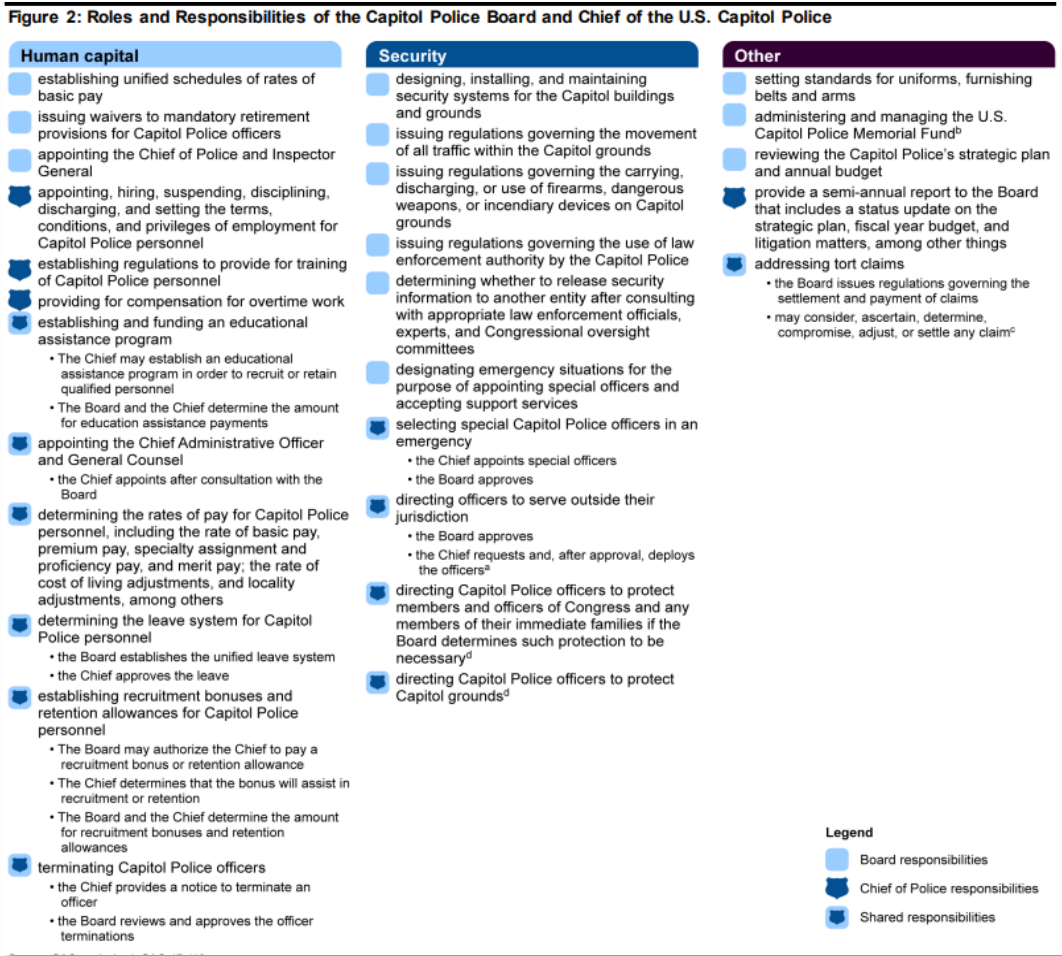 Figure 2: Roles and Responsibilities of the Capitol Police Board and Chief of the U.S. Capitol Police
Human capital
establishing unified schedules of rates of
basic pay
issuing waivers to mandatory retirement
provisions for Capitol Police officers
appointing the Chief of Police and Inspector
General
appointing, hiring, suspending, disciplining,
discharging, and setting the terms,
conditions, and privileges of employment for
Capitol Police personnel
establishing regulations to provide for training
of Capitol Police personnel
providing for compensation for overtime work
establishing and funding an educational
assistance program
• The Chief may establish an educational
assistance program in order to recruit or retain
qualified personnel
• The Board and the Chief determine the amount
for education assistance payments
appointing the Chief Administrative Officer
and General Counsel
• the Chief appoints after consultation with the
Board
determining the rates of pay for Capitol Police
personnel, including the rate of basic pay,
premium pay, specialty assignment and
proficiency pay, and merit pay; the rate of
cost of living adjustments, and locality
adjustments, among others
determining the leave system for Capitol
Police personnel
• the Board establishes the unified leave system
• the Chief approves the leave
establishing recruitment bonuses and
retention allowances for Capitol Police
personnel
• The Board may authorize the Chief to pay a
recruitment bonus or retention allowance
• The Chief determines that the bonus will assist in
recruitment or retention
• The Board and the Chief determine the amount
for recruitment bonuses and retention
allowances
terminating Capitol Police officers
• the Chief provides a notice to terminate an
officer
• the Board reviews and approves the officer
terminations
Security
designing, installing, and maintaining
security systems for the Capitol buildings
and grounds
issuing regulations governing the movement
of all traffic within the Capitol grounds
issuing regulations governing the carrying,
discharging, or use of firearms, dangerous
weapons, or incendiary devices on Capitol
grounds
issuing regulations governing the use of law
enforcement authority by the Capitol Police
determining whether to release security
information to another entity after consulting
with appropriate law enforcement officials,
experts, and Congressional oversight
committees
designating emergency situations for the
purpose of appointing special officers and
accepting support services
selecting special Capitol Police officers in an
emergency
• the Chief appoints special officers
• the Board approves
directing officers to serve outside their
jurisdiction
• the Board approves
• the Chief requests and, after approval, deploys
the officersa
directing Capitol Police officers to protect
members and officers of Congress and any
members of their immediate families if the
Board determines such protection to be
necessaryd
directing Capitol Police officers to protect
Capitol groundsd
Other
setting standards for uniforms, furnishing
belts and arms
administering and managing the U.S.
Capitol Police Memorial Fundb
reviewing the Capitol Police's strategic plan
and annual budget
provide a semi-annual report to the Board
that includes a status update on the
strategic plan, fiscal year budget, and
litigation matters, among other things
addressing tort claims
• the Board issues regulations governing the
settlement and payment of claims
• may consider, ascertain, determine,
compromise, adjust, or settle any claimc
Legend
Board responsibilities
Chief of Police responsibilities
Shared responsibilities